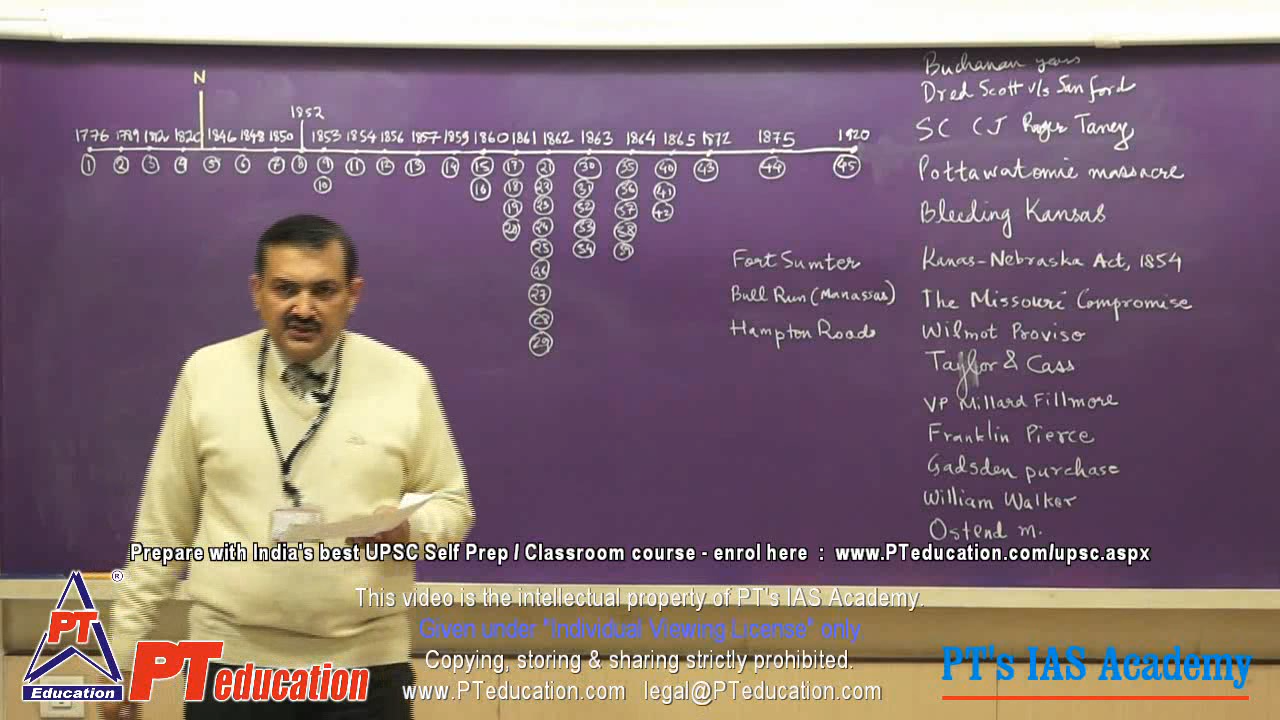 N
1852
1776 1789 1820 1846 1848 1850 1853 1854 1856 1857 1859 1860 1861 1862 1863 1864 1865 1872 1875 1920
1 2 3 4 5 6 7 8 9 11 12 13 14 15 17 21 30 35 40 43 44 45
10 16 18 36 41
19 37 42
20 24 33 38
25 34 39
26
27
28
29
Buchanan years
Dred Scott v/s Sanford
SC CJ Roger Taney
Pottawatomie massacre
Bleeding Kansas
Fort Sumter
Kanas-Nebraska Act, 1854
Bull Run (Manassas)
The Missouri Compromise
Hampton Roads
Wilmot Proviso
Taylor & Cass
VP Millard Fillmore
Franklin Pierce
Gadsden purchase
William Walker
Ostend m.
Prepare with India's best UPSC Self Prep / Classroom course - enrol here : www.PTeducation.com/upsc.aspx
This video is the intellectual property of PT's IAS Academy.
Given under "Individual Viewing License" only
Copying, storing & sharing strictly prohibited.
www.PTeducation.com legal@PTeducation.com
PT ®
Education
PT education
PT's IAS Academy